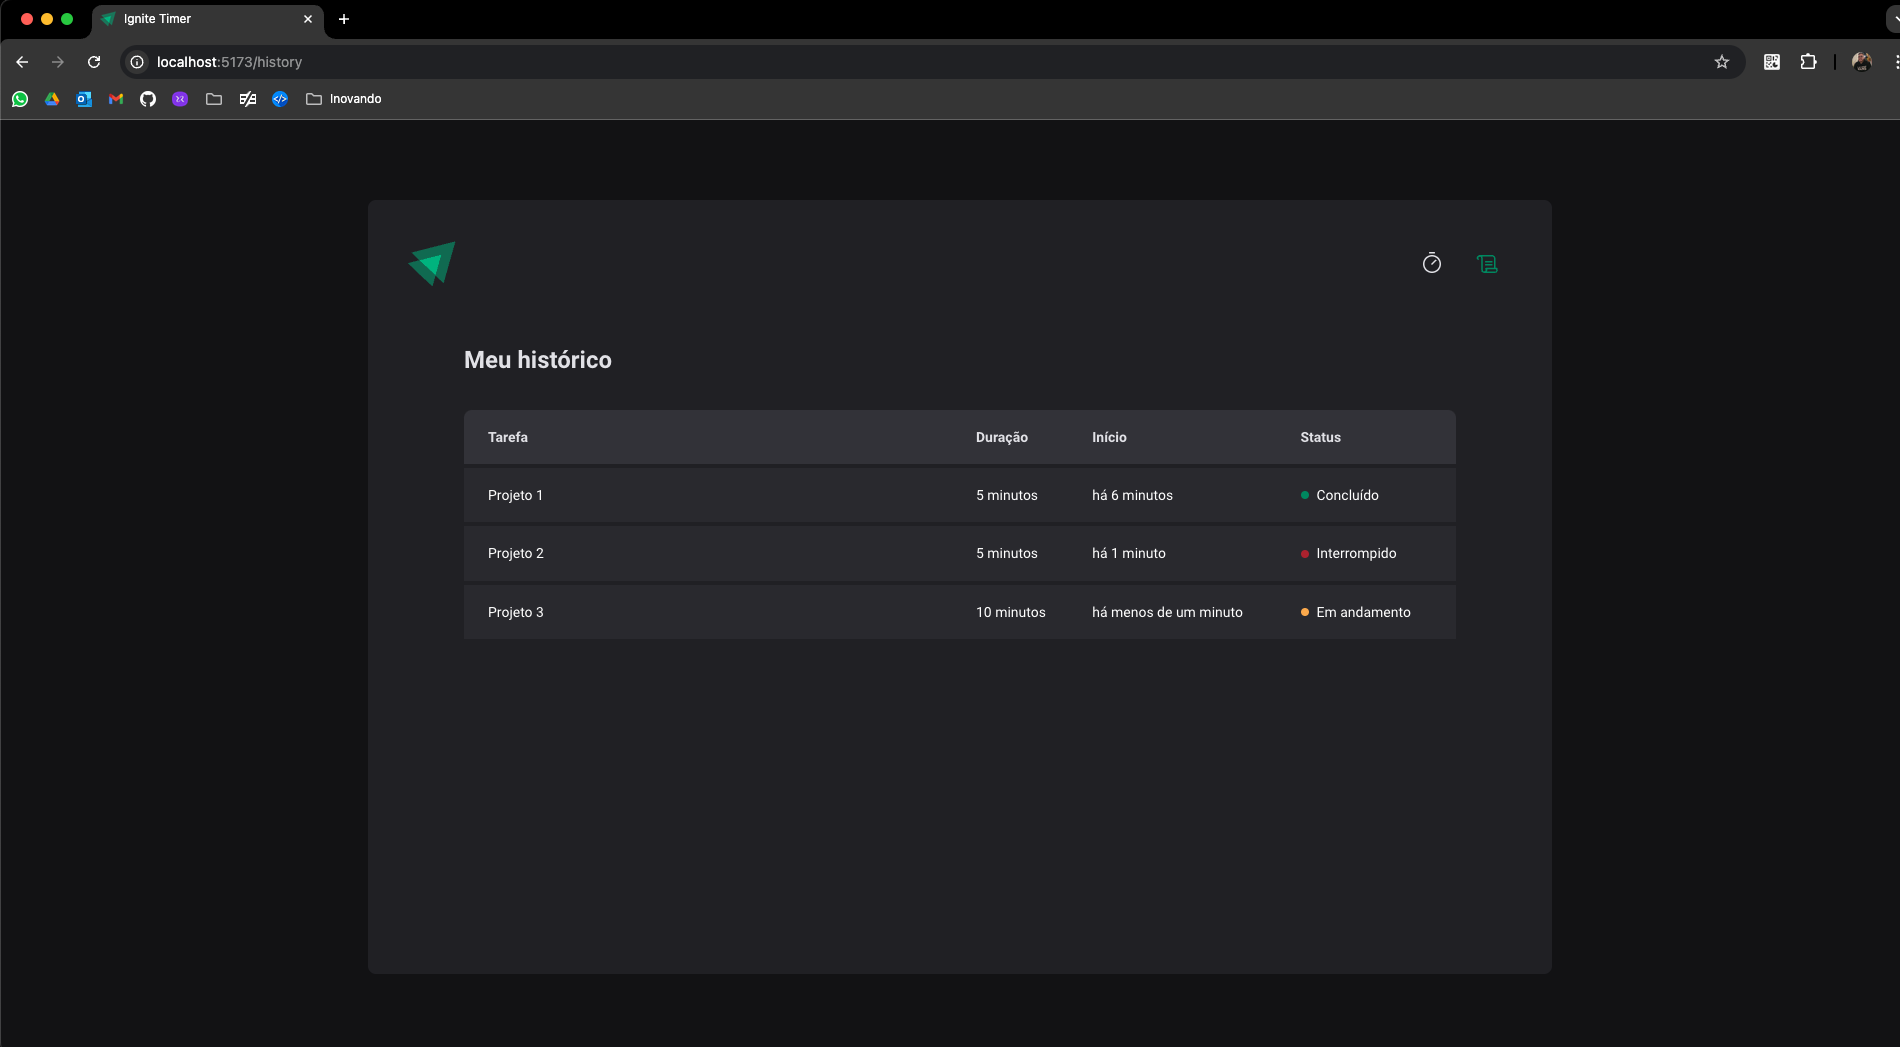 Ignite Timer
localhost:5173/history
Inovando
Meu histórico
Tarefa Duração Início Status
Projeto 1 5 minutos há 6 minutos Concluído
Projeto 2 5 minutos há 1 minuto Interrompido
Projeto 3 10 minutos há menos de um minuto Em andamento